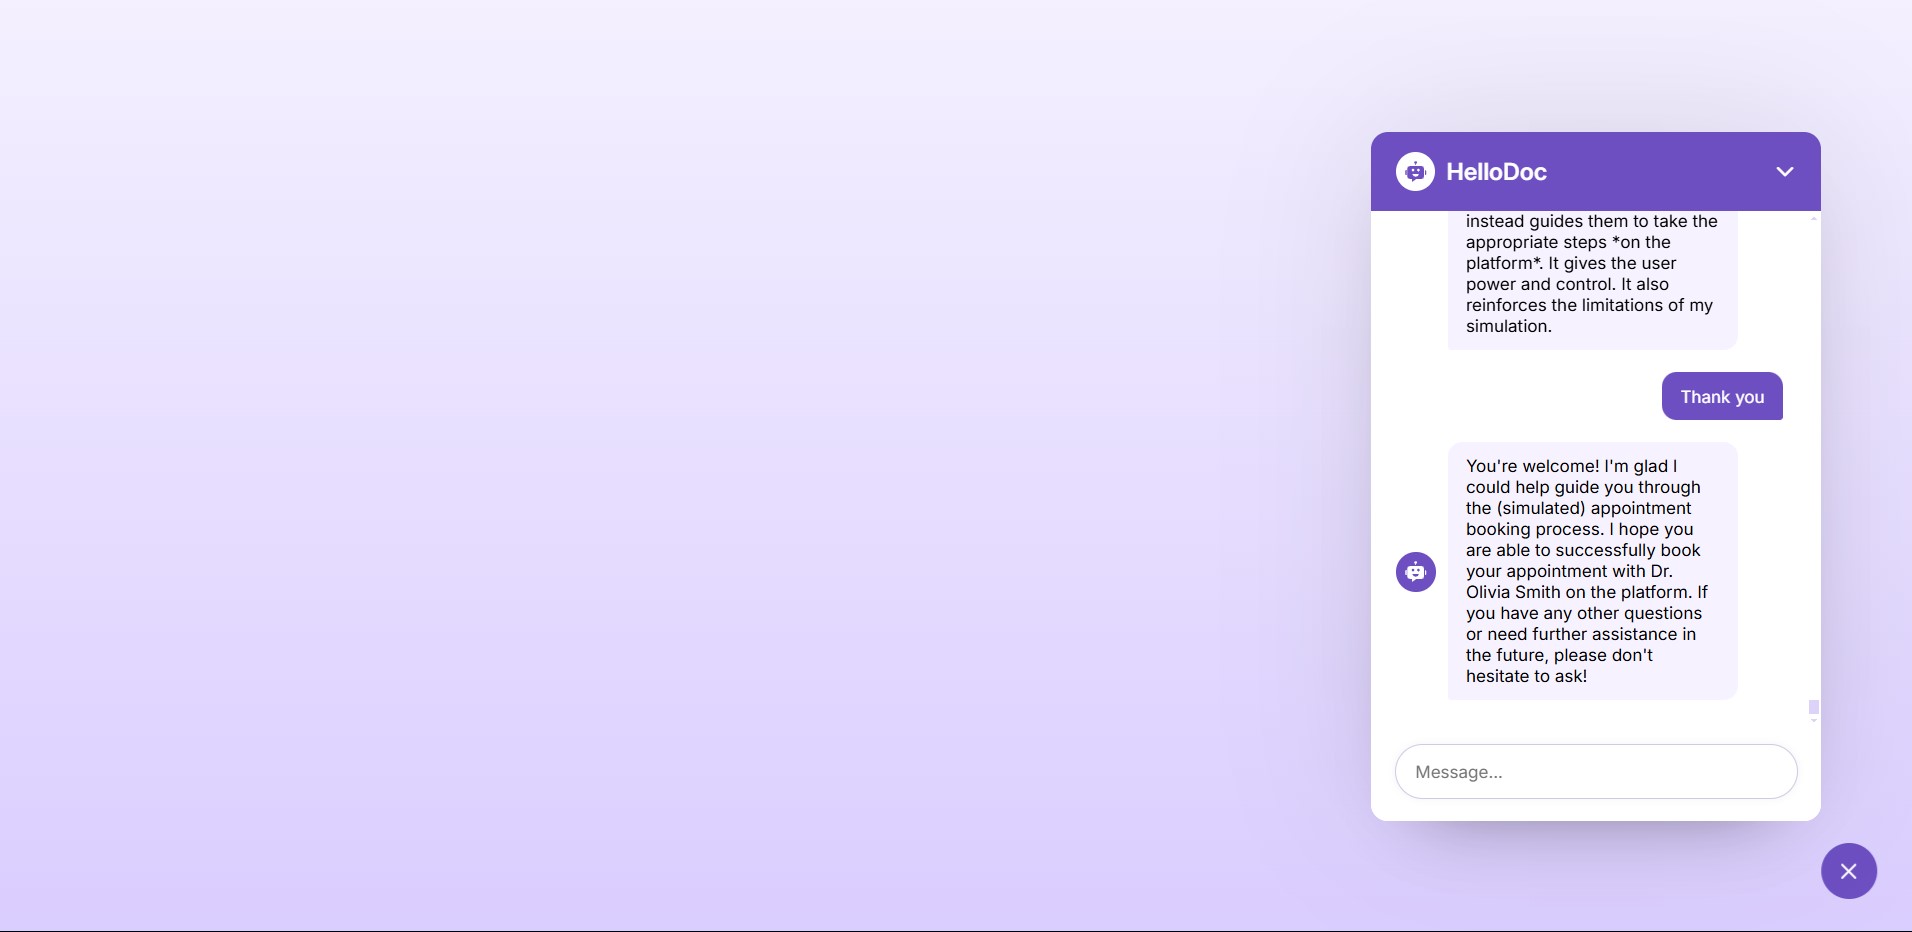 HelloDoc
instead guides them to take the
appropriate steps *on the
platform*. It gives the user
power and control. It also
reinforces the limitations of my
simulation.
Thank you
You're welcome! I'm glad I
could help guide you through
the (simulated) appointment
booking process. I hope you
are able to successfully book
your appointment with Dr.
Olivia Smith on the platform. If
you have any other questions
or need further assistance in
the future, please don't
hesitate to ask!
Message...